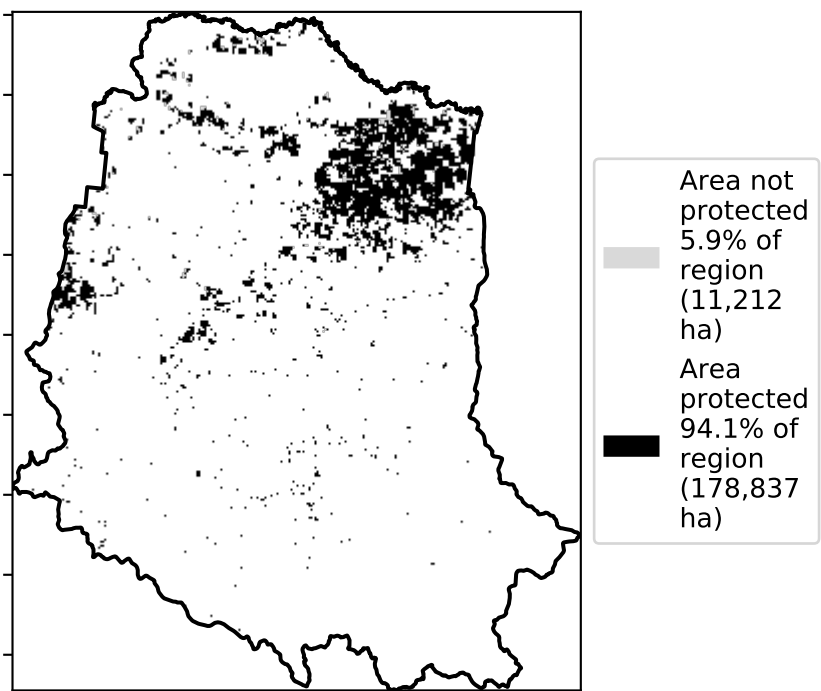 Area not
protected
5.9% of
region
(11,212
ha)
Area
protected
94.1% of
region
(178,837
ha)